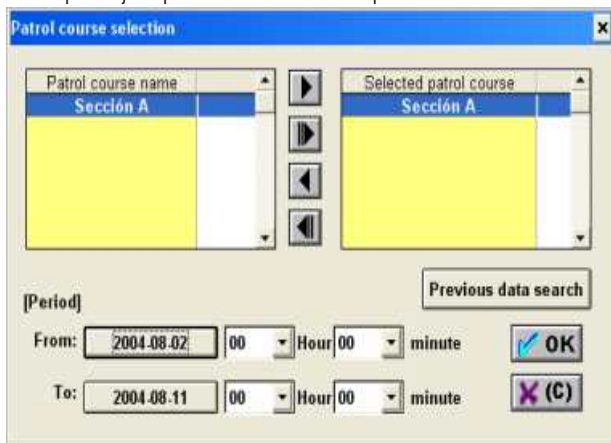 Patrol course selection
Patrol course name
Sección A
Selected patrol course
Sección A
Previous data search
[Period]
From: 2004-08-02 00 Hour 00 minute
OK
To: 2004-08-11 00 Hour 00 minute
(C)